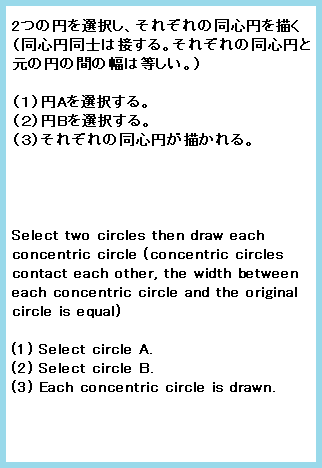 2つの円を選択し、それぞれの同心円を描く
(同心円同士は接する。それぞれの同心円と
元の円の間の幅は等しい。)
(1)円Aを選択する。
(2)円Bを選択する。
(3)それぞれの同心円が描かれる。
Select two circles then draw each
concentric circle (concentric circles
contact each other, the width between
each concentric circle and the original
circle is equal)
(1) Select circle A.
(2) Select circle B.
(3) Each concentric circle is drawn.